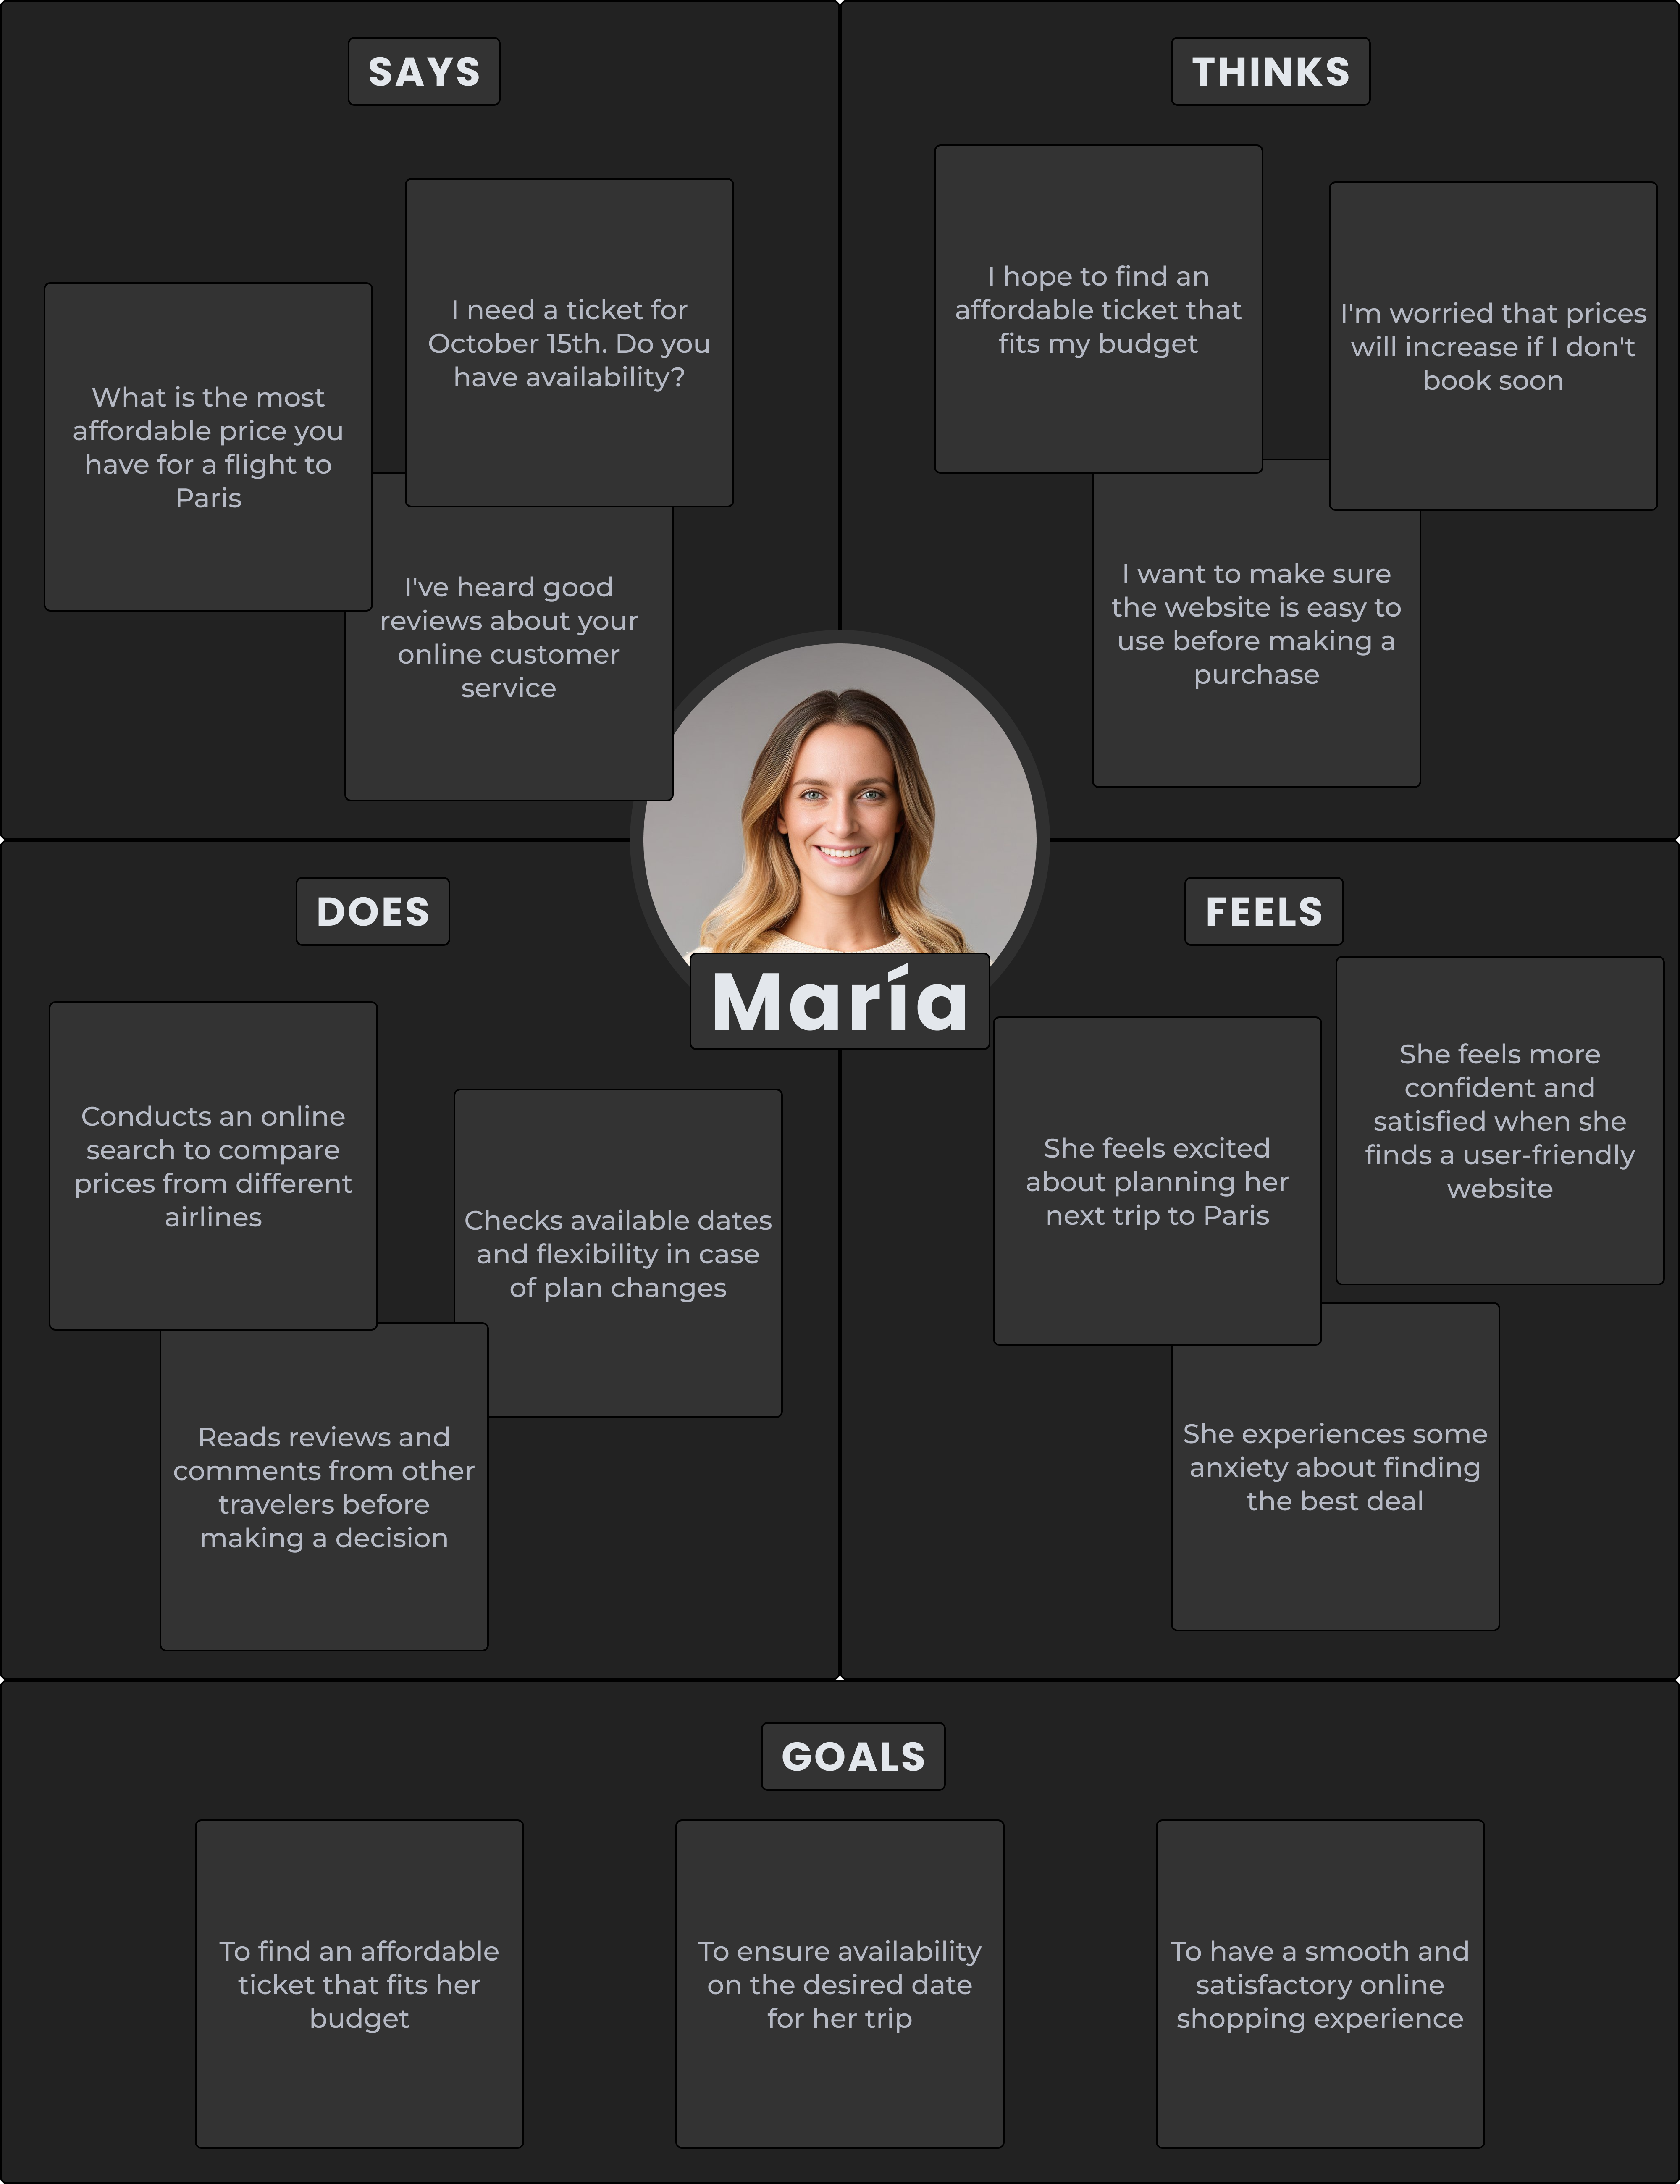 SAYS
What is the most
affordable price you
have for a flight to
Paris
I need a ticket for
October 15th. Do you
have availability?
I've heard good
reviews about your
online customer
service
THINKS
I hope to find an
affordable ticket that
fits my budget
I'm worried that prices
will increase if I don't
book soon
I want to make sure
the website is easy to
use before making a
purchase
María
DOES
Conducts an online
search to compare
prices from different
airlines
Checks available dates
and flexibility in case
of plan changes
Reads reviews and
comments from other
travelers before
making a decision
FEELS
She feels excited
about planning her
next trip to Paris
She feels more
confident and
satisfied when she
finds a user-friendly
website
She experiences some
anxiety about finding
the best deal
GOALS
To find an affordable
ticket that fits her
budget
To ensure availability
on the desired date
for her trip
To have a smooth and
satisfactory online
shopping experience